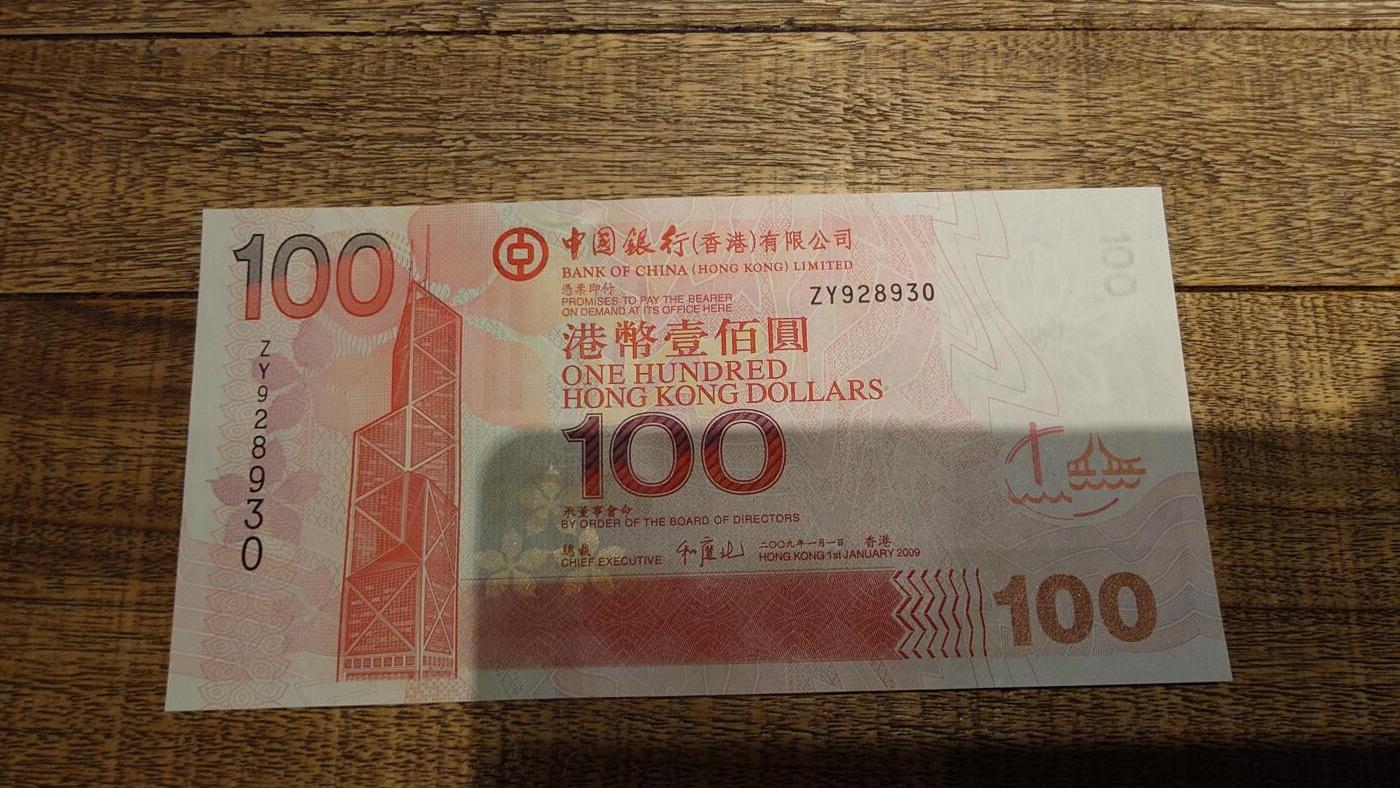 100
中國銀行(香港)有限公司
BANK OF CHINA (HONG KONG) LIMITED
憑票即付
PROMISES TO PAY THE BEARER
ON DEMAND AT ITS OFFICE HERE
ZY928930
港幣壹佰圓
ONE HUNDRED
HONG KONG DOLLARS
100
ZY928930
承董事會命
BY ORDER OF THE BOARD OF DIRECTORS
總裁
CHIEF EXECUTIVE
二〇〇九年一月一日 香港
HONG KONG 1st JANUARY 2009
100
100